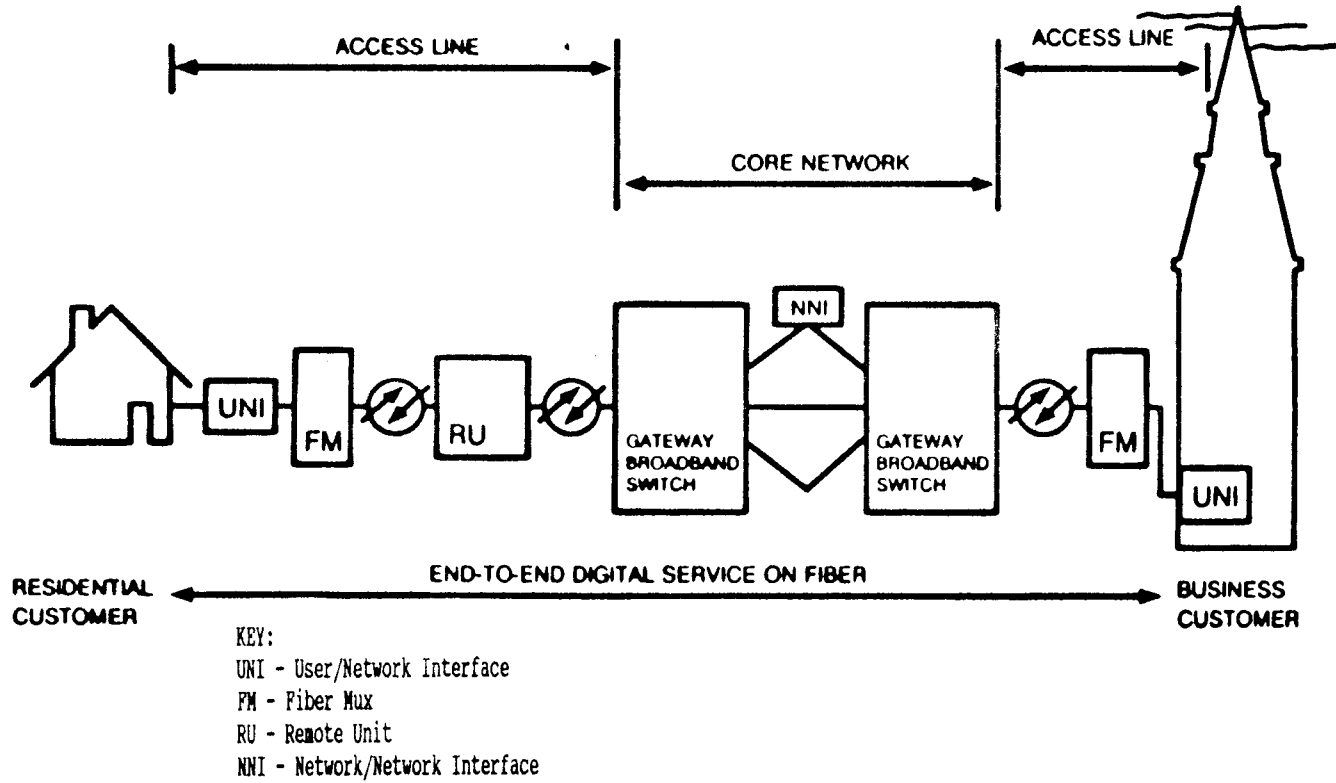 ACCESS LINE
ACCESS LINE
CORE NETWORK
NNI
UNI
FM
RU
GATEWAY
BROADBAND
SWITCH
GATEWAY
BROADBAND
SWITCH
FM
UNI
END-TO-END DIGITAL SERVICE ON FIBER
RESIDENTIAL
CUSTOMER
BUSINESS
CUSTOMER
KEY:
UNI - User/Network Interface
FM - Fiber Mux
RU - Remote Unit
NNI - Network/Network Interface